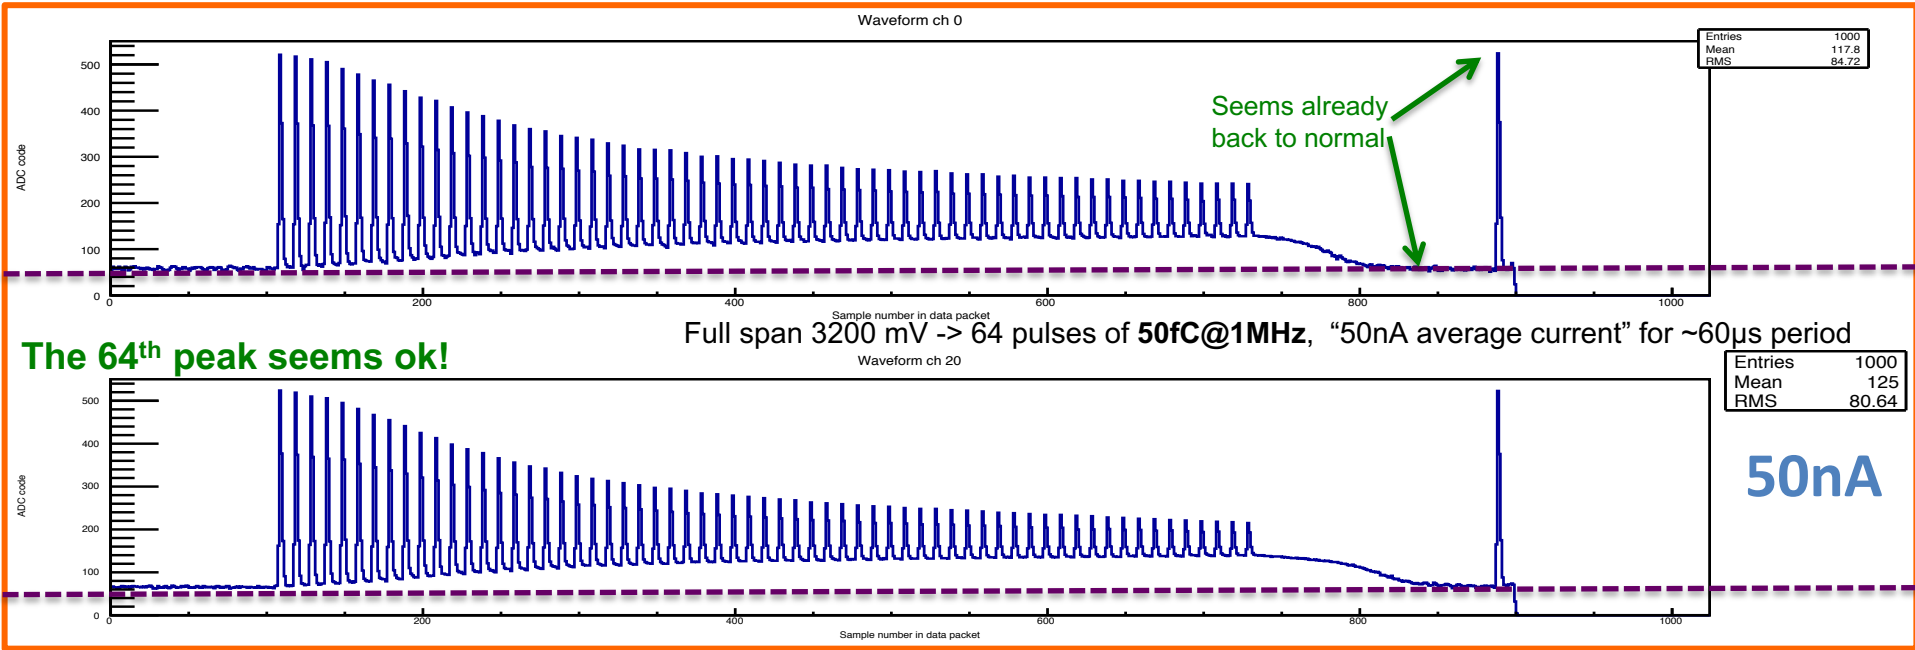 Waveform ch 0
Entries 1000
Mean 117.8
RMS 84.72
500
400
300
200
100
0
ADC code
Seems already
back to normal
0 200 400 600 800 1000
Sample number in data packet
Full span 3200 mV -> 64 pulses of 50fC@1MHz, “50nA average current” for ~60µs period
The 64th peak seems ok!
Waveform ch 20
Entries 1000
Mean 125
RMS 80.64
500
400
300
200
100
0
ADC code
50nA
0 200 400 600 800 1000
Sample number in data packet